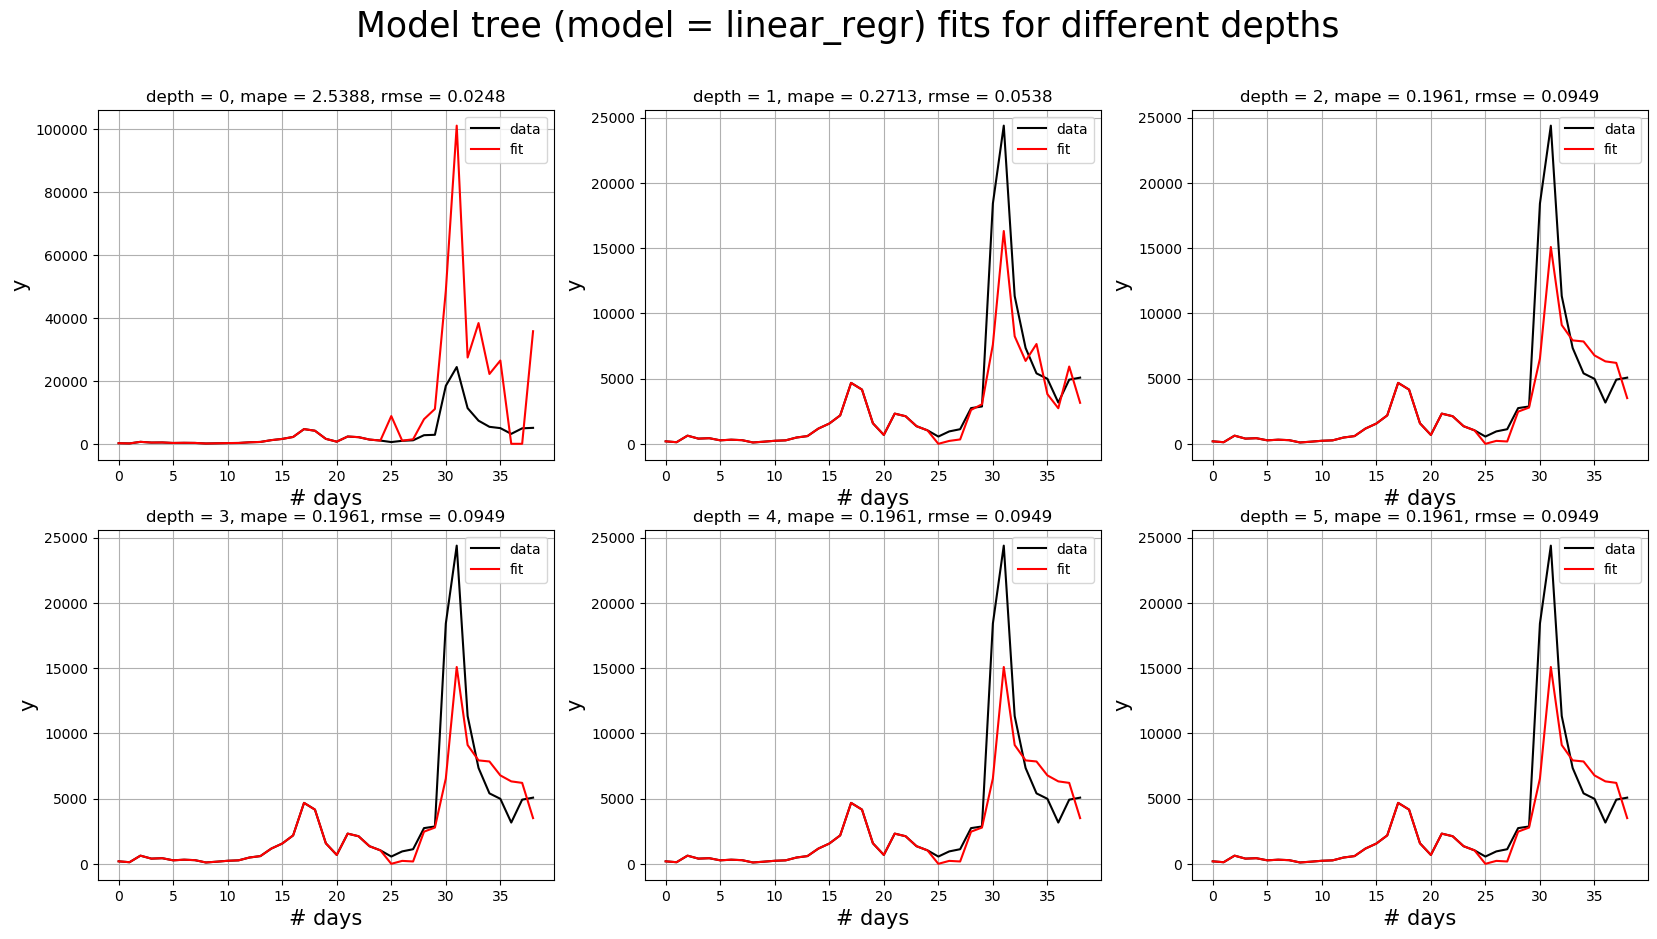 Model tree (model = linear_regr) fits for different depths
depth = 0, mape = 2.5388, rmse = 0.0248
data
fit
100000
80000
60000
40000
20000
0
y
0 5 10 15 20 25 30 35
# days
depth = 1, mape = 0.2713, rmse = 0.0538
data
fit
25000
20000
15000
10000
5000
0
y
0 5 10 15 20 25 30 35
# days
depth = 2, mape = 0.1961, rmse = 0.0949
data
fit
25000
20000
15000
10000
5000
0
y
0 5 10 15 20 25 30 35
# days
depth = 3, mape = 0.1961, rmse = 0.0949
data
fit
25000
20000
15000
10000
5000
0
y
0 5 10 15 20 25 30 35
# days
depth = 4, mape = 0.1961, rmse = 0.0949
data
fit
25000
20000
15000
10000
5000
0
y
0 5 10 15 20 25 30 35
# days
depth = 5, mape = 0.1961, rmse = 0.0949
data
fit
25000
20000
15000
10000
5000
0
y
0 5 10 15 20 25 30 35
# days